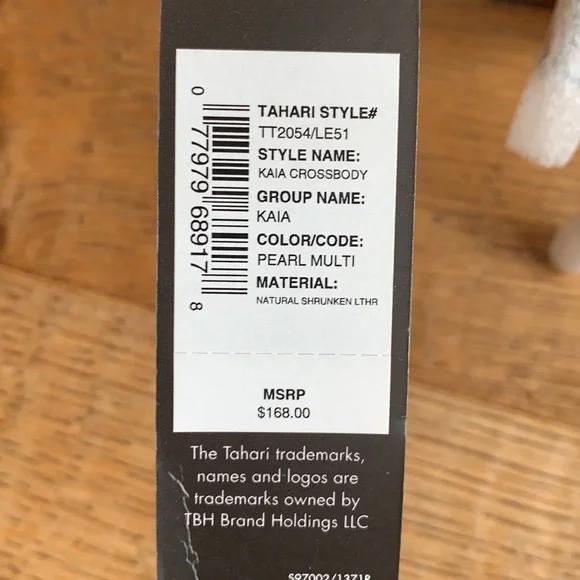 0 77979 68917 8
TAHARI STYLE#
TT2054/LE51
STYLE NAME:
KAIA CROSSBODY
GROUP NAME:
KAIA
COLOR/CODE:
PEARL MULTI
MATERIAL:
NATURAL SHRUNKEN LTHR
MSRP
$168.00
The Tahari trademarks,
names and logos are
trademarks owned by
TBH Brand Holdings LLC
S97002/1371R